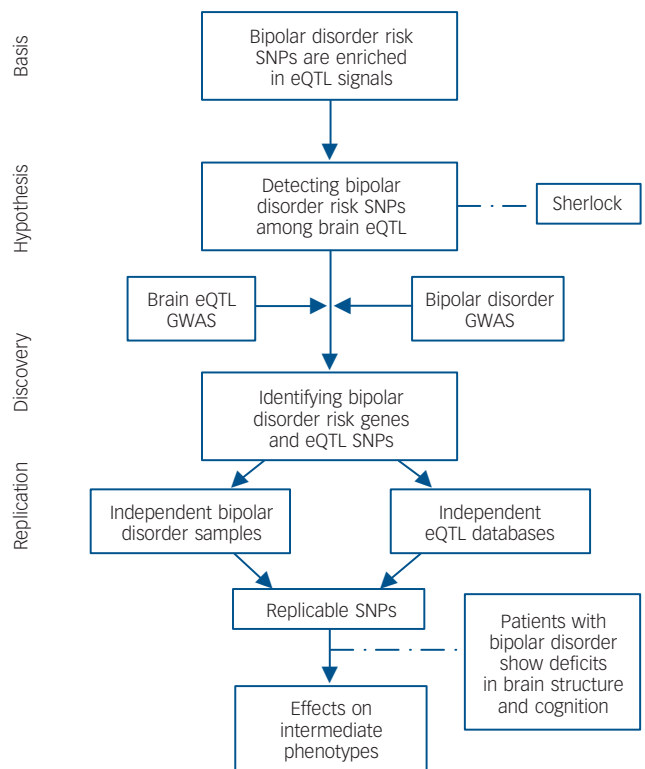 Basis
Bipolar disorder risk
SNPs are enriched
in eQTL signals
Hypothesis
Detecting bipolar
disorder risk SNPs
among brain eQTL
Sherlock
Brain eQTL
GWAS
Bipolar disorder
GWAS
Discovery
Identifying bipolar
disorder risk genes
and eQTL SNPs
Replication
Independent bipolar
disorder samples
Independent
eQTL databases
Replicable SNPs
Patients with
bipolar disorder
show deficits
in brain structure
and cognition
Effects on
intermediate
phenotypes